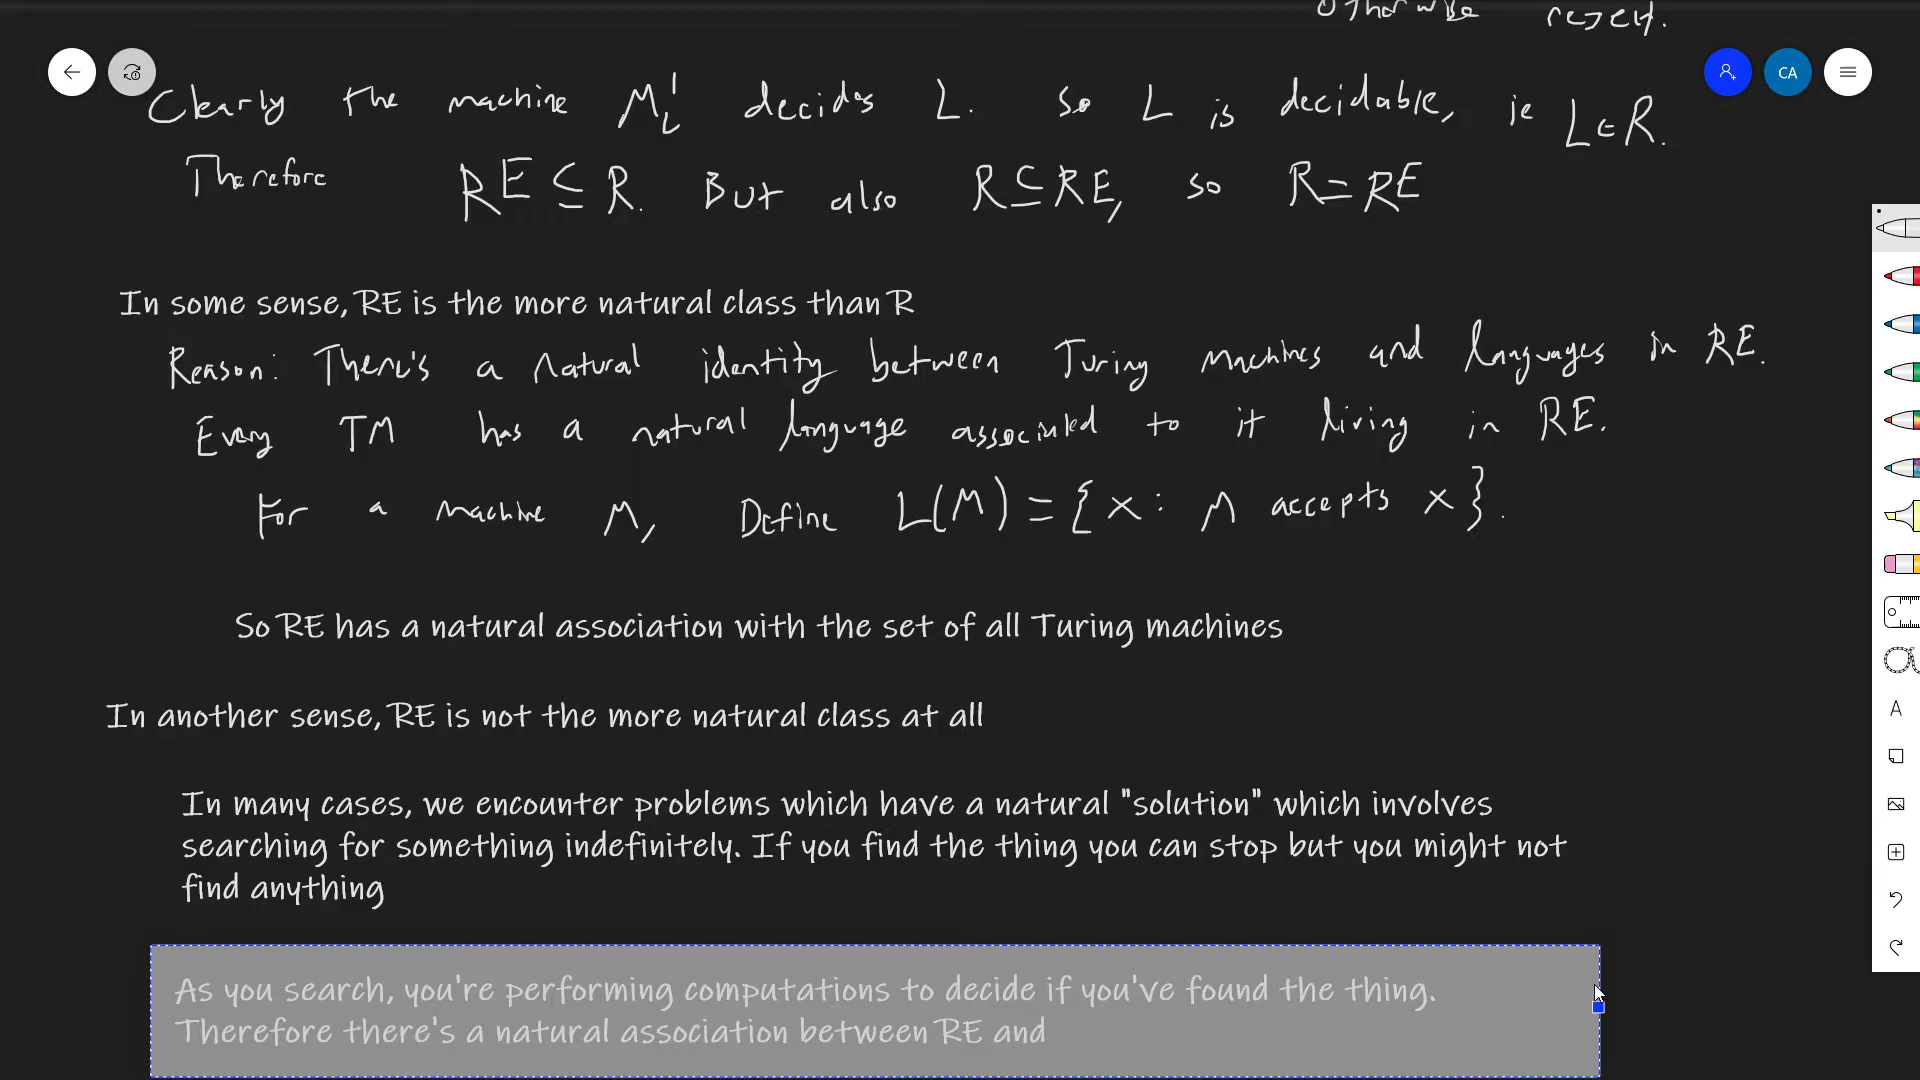 otherwise reject.
CA
Clearly the machine M'_L decides L. So L is decidable, ie L∈R.
Therefore RE ⊆ R. But also R ⊆ RE, so R = RE
In some sense, RE is the more natural class than R
Reason: There's a natural identity between Turing machines and languages in RE.
Every TM has a natural language associated to it living in RE.
For a machine M, Define L(M) = {x : M accepts x}.
So RE has a natural association with the set of all Turing machines
In another sense, RE is not the more natural class at all
In many cases, we encounter problems which have a natural "solution" which involves
searching for something indefinitely. If you find the thing you can stop but you might not
find anything
As you search, you're performing computations to decide if you've found the thing.
Therefore there's a natural association between RE and